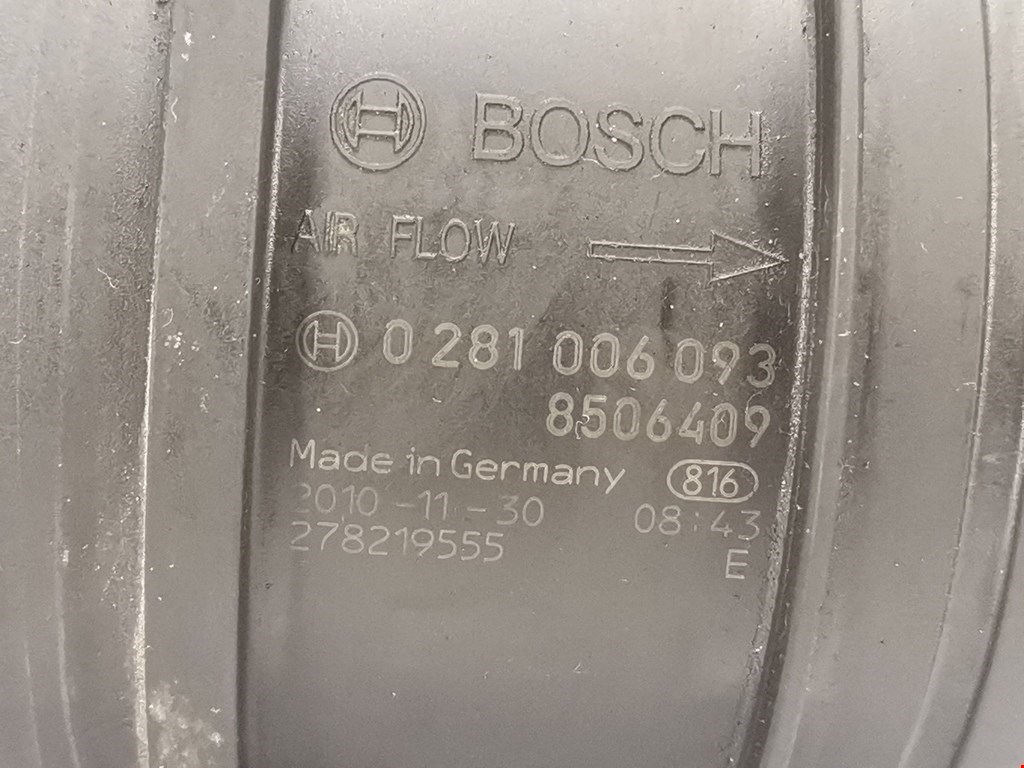 BOSCH
AIR FLOW
0 281 006 093
8506409
Made in Germany 816
2010-11-30 08:43
278219555 E